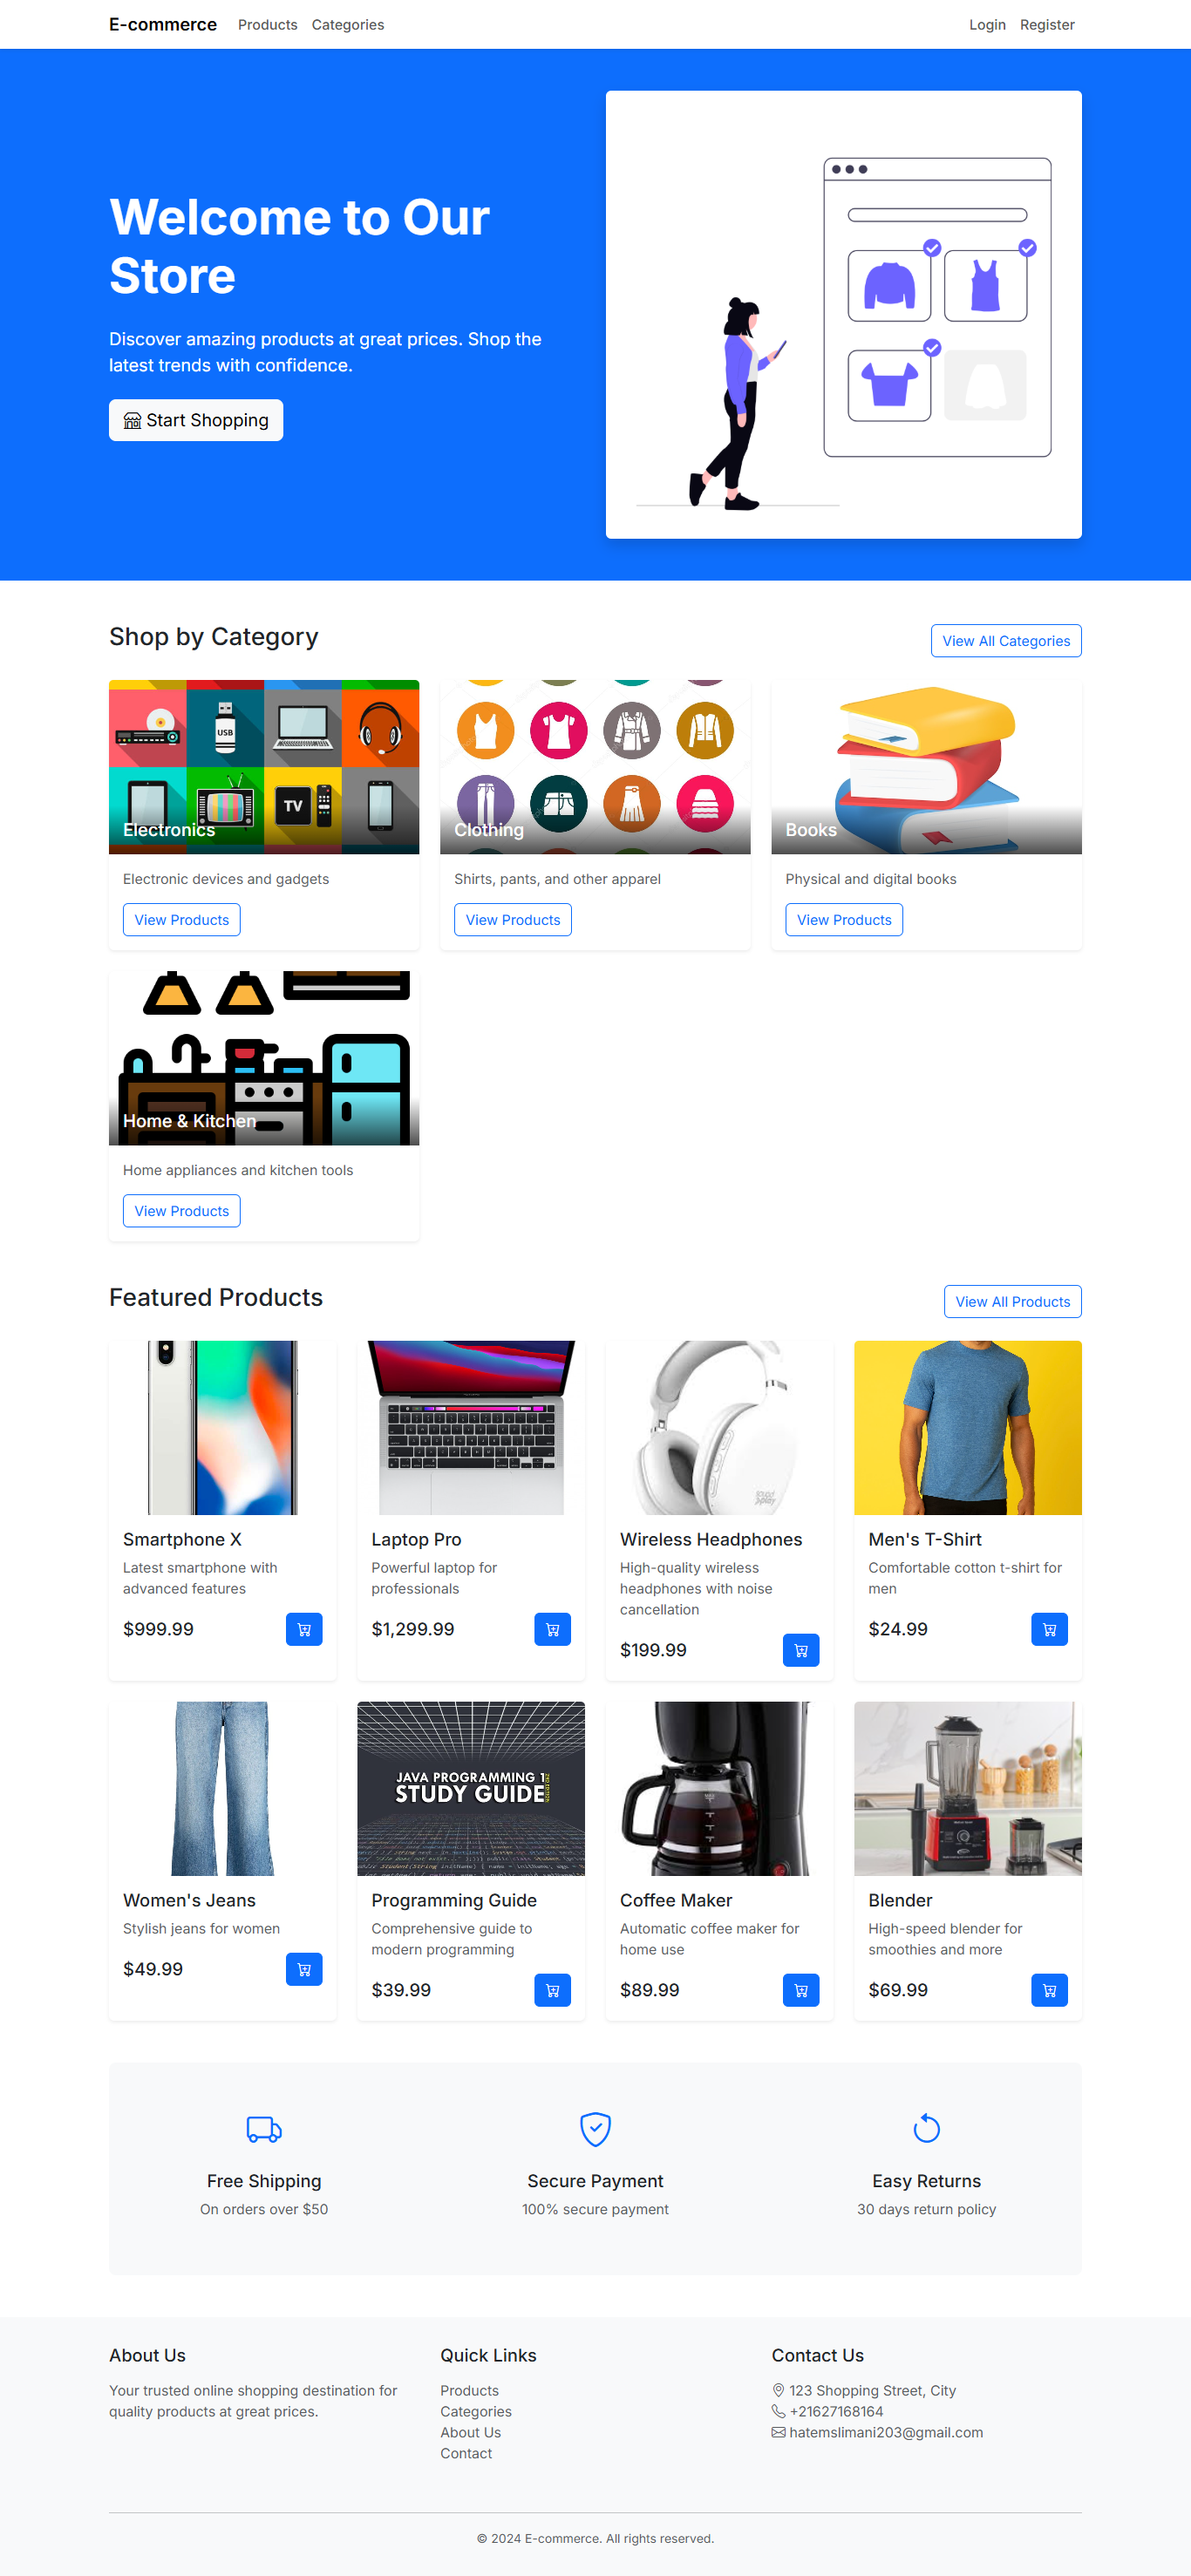 E-commerce
Products
Categories
Login
Register
Welcome to Our
Store
Discover amazing products at great prices. Shop the
latest trends with confidence.
Start Shopping
Shop by Category
View All Categories
USB
TV
Electronics
Clothing
Books
Electronic devices and gadgets
Shirts, pants, and other apparel
Physical and digital books
View Products
View Products
View Products
Home & Kitchen
Home appliances and kitchen tools
View Products
Featured Products
View All Products
Smartphone X
Latest smartphone with
advanced features
$999.99
Laptop Pro
Powerful laptop for
professionals
$1,299.99
Wireless Headphones
High-quality wireless
headphones with noise
cancellation
$199.99
Men's T-Shirt
Comfortable cotton t-shirt for
men
$24.99
JAVA PROGRAMMING 1
STUDY GUIDE
Women's Jeans
Stylish jeans for women
$49.99
Programming Guide
Comprehensive guide to
modern programming
$39.99
Coffee Maker
Automatic coffee maker for
home use
$89.99
Blender
High-speed blender for
smoothies and more
$69.99
Free Shipping
On orders over $50
Secure Payment
100% secure payment
Easy Returns
30 days return policy
About Us
Your trusted online shopping destination for
quality products at great prices.
Quick Links
Products
Categories
About Us
Contact
Contact Us
123 Shopping Street, City
+21627168164
hatemslimani203@gmail.com
© 2024 E-commerce. All rights reserved.